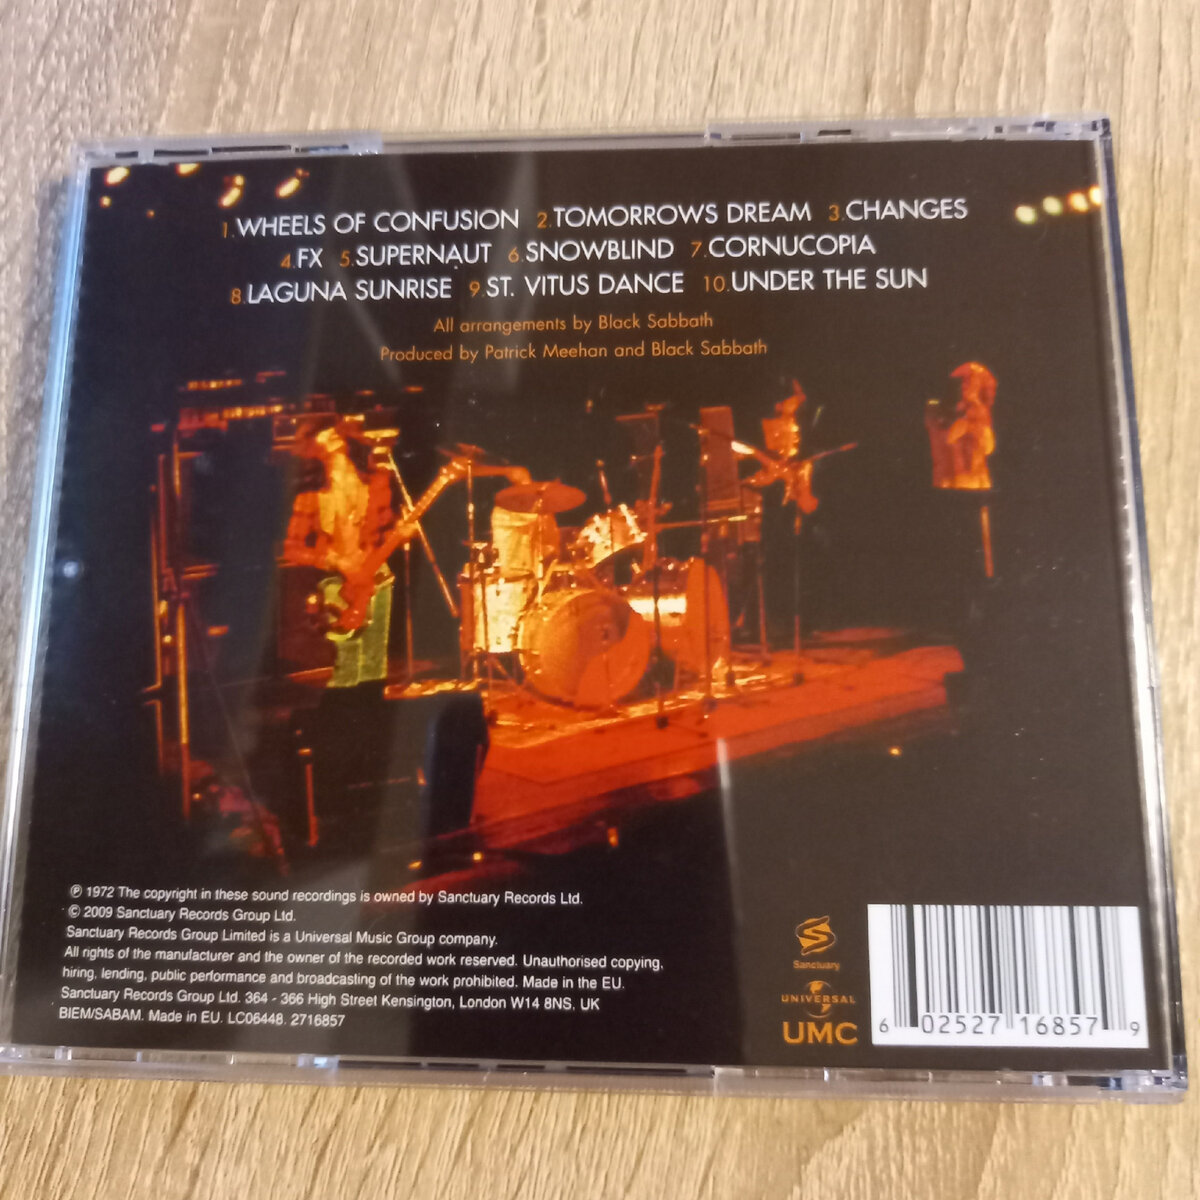 1.WHEELS OF CONFUSION 2.TOMORROWS DREAM 3.CHANGES
4.FX 5.SUPERNAUT 6.SNOWBLIND 7.CORNUCOPIA
8.LAGUNA SUNRISE 9.ST. VITUS DANCE 10.UNDER THE SUN
All arrangements by Black Sabbath
Produced by Patrick Meehan and Black Sabbath
℗ 1972 The copyright in these sound recordings is owned by Sanctuary Records Ltd.
© 2009 Sanctuary Records Group Ltd.
Sanctuary Records Group Limited is a Universal Music Group company.
All rights of the manufacturer and the owner of the recorded work reserved. Unauthorised copying,
hiring, lending, public performance and broadcasting of the work prohibited. Made in the EU.
Sanctuary Records Group Ltd. 364 - 366 High Street Kensington, London W14 8NS, UK
BIEM/SABAM. Made in EU. LC06448. 2716857
Sanctuary
UNIVERSAL
UMC
6 02527 16857 9